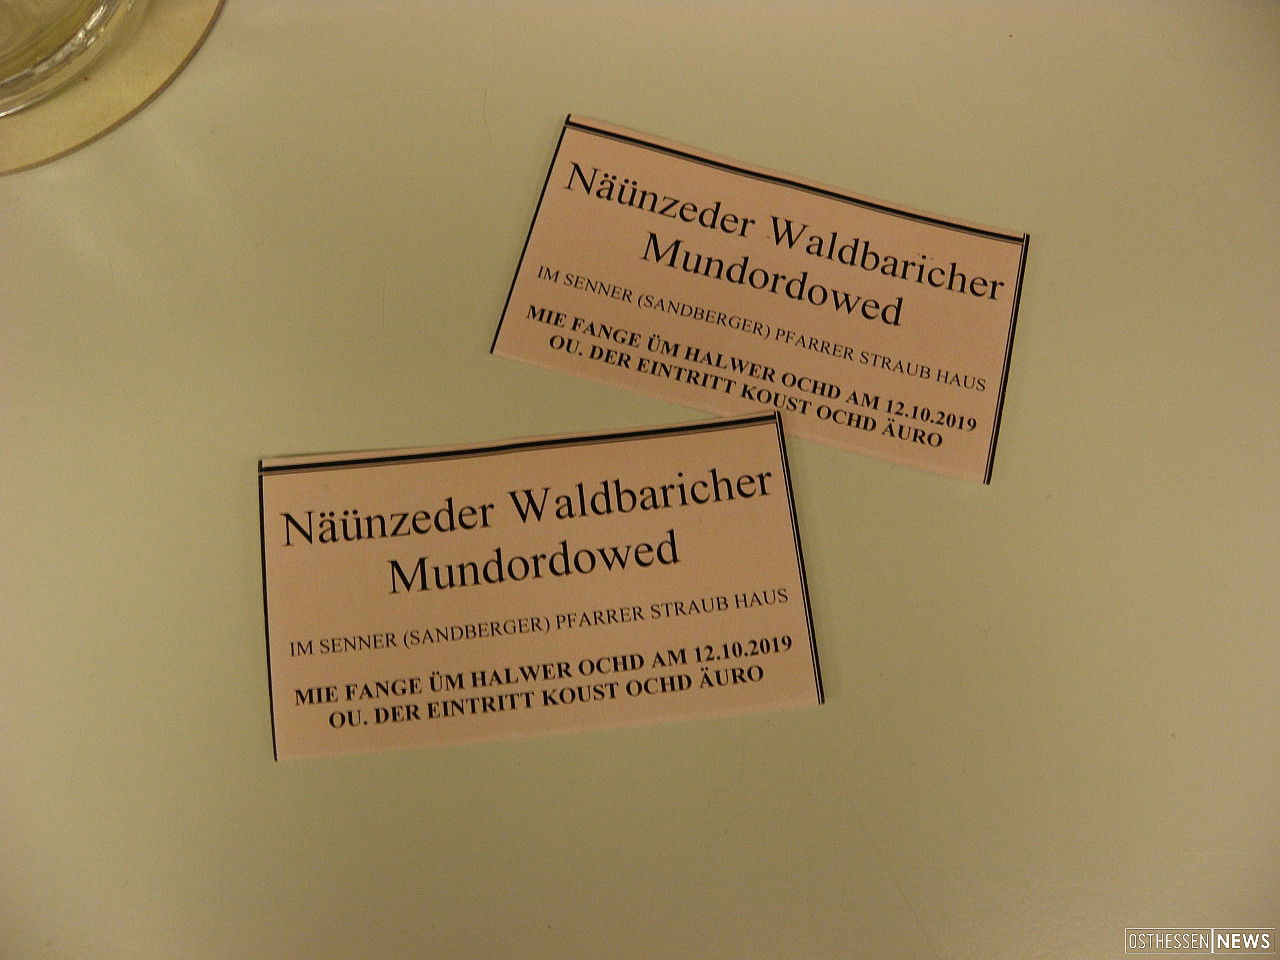 Näünzeder Waldbaricher
Mundordowed
IM SENNER (SANDBERGER) PFARRER STRAUB HAUS
MIE FANGE ÜM HALWER OCHD AM 12.10.2019
OU. DER EINTRITT KOUST OCHD ÄURO
Näünzeder Waldbaricher
Mundordowed
IM SENNER (SANDBERGER) PFARRER STRAUB HAUS
MIE FANGE ÜM HALWER OCHD AM 12.10.2019
OU. DER EINTRITT KOUST OCHD ÄURO
OSTHESSEN|NEWS